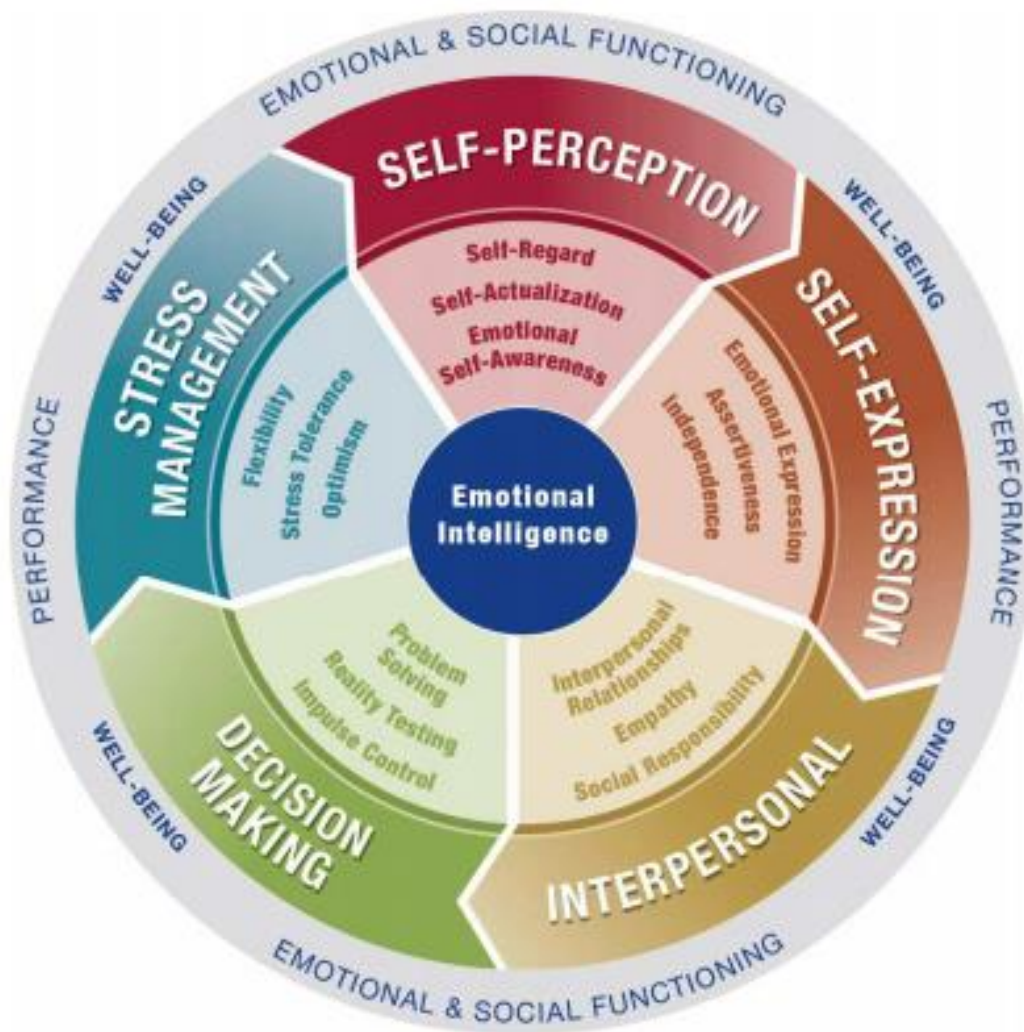 EMOTIONAL & SOCIAL FUNCTIONING
WELL-BEING
WELL-BEING
PERFORMANCE
PERFORMANCE
WELL-BEING
WELL-BEING
EMOTIONAL & SOCIAL FUNCTIONING
SELF-PERCEPTION
Self-Regard
Self-Actualization
Emotional
Self-Awareness
SELF-EXPRESSION
Emotional Expression
Assertiveness
Independence
INTERPERSONAL
Interpersonal
Relationships
Empathy
Social Responsibility
DECISION
MAKING
Problem
Solving
Reality Testing
Impulse Control
STRESS
MANAGEMENT
Flexibility
Stress Tolerance
Optimism
Emotional
Intelligence